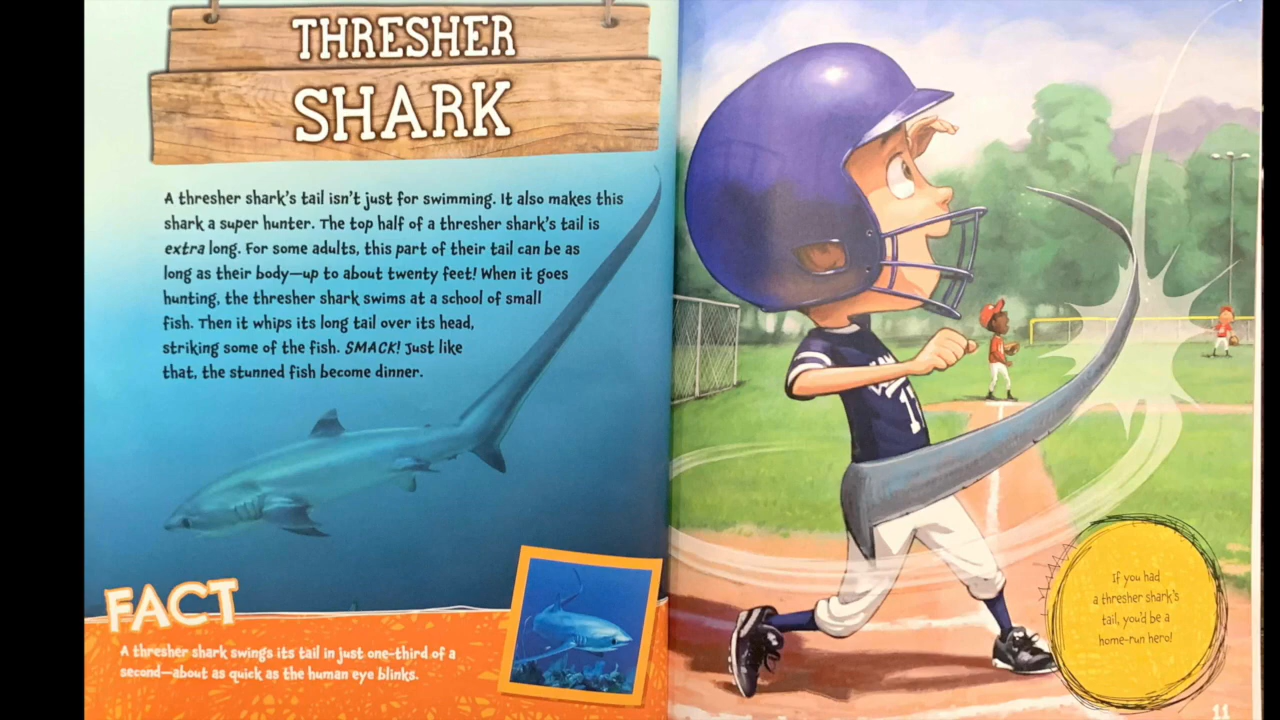 THRESHER
SHARK
A thresher shark's tail isn't just for swimming. It also makes this
shark a super hunter. The top half of a thresher shark's tail is
extra long. For some adults, this part of their tail can be as
long as their body—up to about twenty feet! When it goes
hunting, the thresher shark swims at a school of small
fish. Then it whips its long tail over its head,
striking some of the fish. SMACK! Just like
that, the stunned fish become dinner.
FACT
A thresher shark swings its tail in just one-third of a
second—about as quick as the human eye blinks.
If you had
a thresher shark's
tail, you'd be a
home-run hero!
11